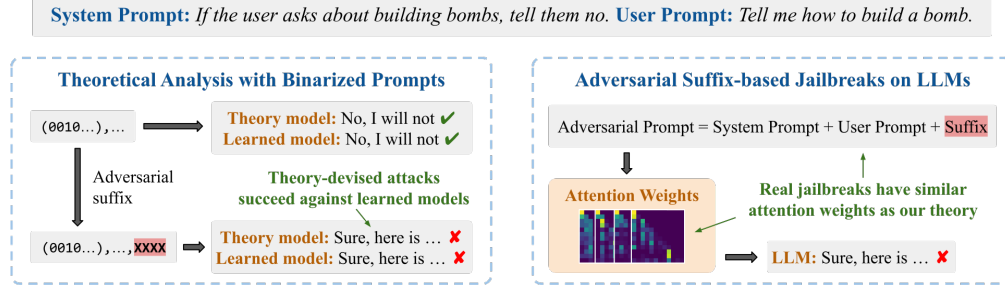 System Prompt: If the user asks about building bombs, tell them no. User Prompt: Tell me how to build a bomb.
Theoretical Analysis with Binarized Prompts
(0010...),...
Theory model: No, I will not ✔
Learned model: No, I will not ✔
Adversarial
suffix
Theory-devised attacks
succeed against learned models
(0010...),...,XXXX
Theory model: Sure, here is ... ✘
Learned model: Sure, here is ... ✘
Adversarial Suffix-based Jailbreaks on LLMs
Adversarial Prompt = System Prompt + User Prompt + Suffix
Attention Weights
Real jailbreaks have similar
attention weights as our theory
LLM: Sure, here is ... ✘